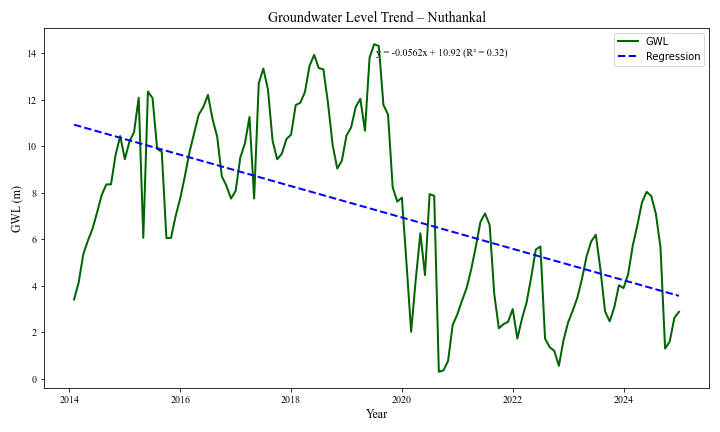 Groundwater Level Trend – Nuthankal
y = -0.0562x + 10.92 (R² = 0.32)
GWL
Regression
GWL (m)
14
12
10
8
6
4
2
0
2014
2016
2018
2020
2022
2024
Year